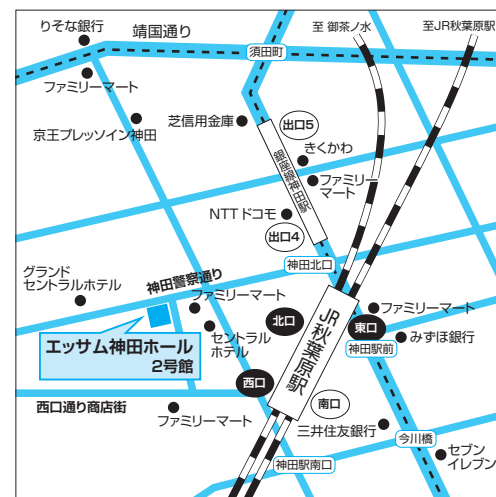 りそな銀行
靖国通り
至 御茶ノ水
至JR秋葉原駅
須田町
ファミリーマート
京王プレッソイン神田
芝信用金庫
出口5
きくかわ
銀座線神田駅
ファミリー
マート
NTTドコモ
出口4
神田北口
グランド
セントラルホテル
神田警察通り
ファミリーマート
エッサム神田ホール
2号館
セントラル
ホテル
北口
JR秋葉原駅
ファミリーマート
東口
みずほ銀行
神田駅前
西口
南口
西口通り商店街
ファミリーマート
三井住友銀行
今川橋
神田駅南口
セブン
イレブン